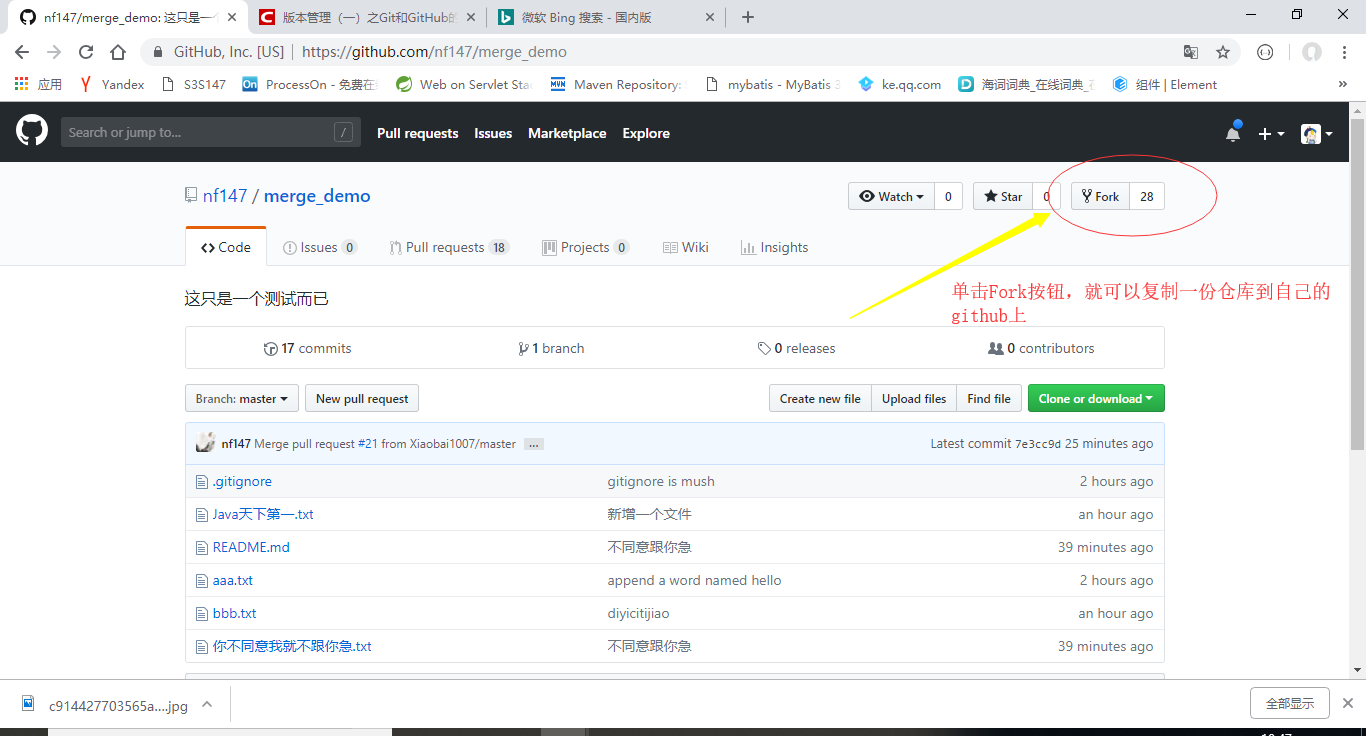 nf147/merge_demo: 这只是一个
版本管理（一）之Git和GitHub的
微软 Bing 搜索 - 国内版
GitHub, Inc. [US] | https://github.com/nf147/merge_demo
应用 Yandex S3S147 ProcessOn - 免费在 Web on Servlet Sta Maven Repository: mybatis - MyBatis 3 ke.qq.com 海词词典_在线词典_ 组件 | Element »
Search or jump to... / Pull requests Issues Marketplace Explore
nf147 / merge_demo Watch 0 Star 0 Fork 28
Code Issues 0 Pull requests 18 Projects 0 Wiki Insights
这只是一个测试而已
单击Fork按钮，就可以复制一份仓库到自己的
github上
17 commits 1 branch 0 releases 0 contributors
Branch: master New pull request Create new file Upload files Find file Clone or download
nf147 Merge pull request #21 from Xiaobai1007/master ... Latest commit 7e3cc9d 25 minutes ago
.gitignore gitignore is mush 2 hours ago
Java天下第一.txt 新增一个文件 an hour ago
README.md 不同意跟你急 39 minutes ago
aaa.txt append a word named hello 2 hours ago
bbb.txt diyicitijiao an hour ago
你不同意我就不跟你急.txt 不同意跟你急 39 minutes ago
c914427703565a....jpg 全部显示